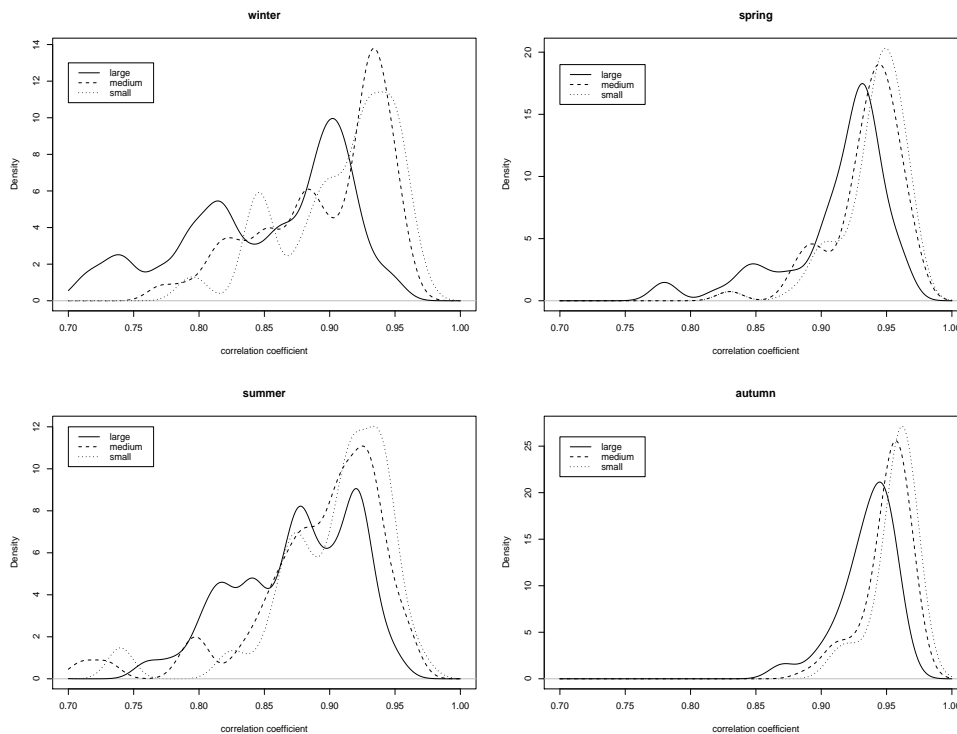 winter
large
medium
small
Density
0 2 4 6 8 10 12 14
0.70 0.75 0.80 0.85 0.90 0.95 1.00
correlation coefficient
spring
large
medium
small
Density
0 5 10 15 20
0.70 0.75 0.80 0.85 0.90 0.95 1.00
correlation coefficient
summer
large
medium
small
Density
0 2 4 6 8 10 12
0.70 0.75 0.80 0.85 0.90 0.95 1.00
correlation coefficient
autumn
large
medium
small
Density
0 5 10 15 20 25
0.70 0.75 0.80 0.85 0.90 0.95 1.00
correlation coefficient